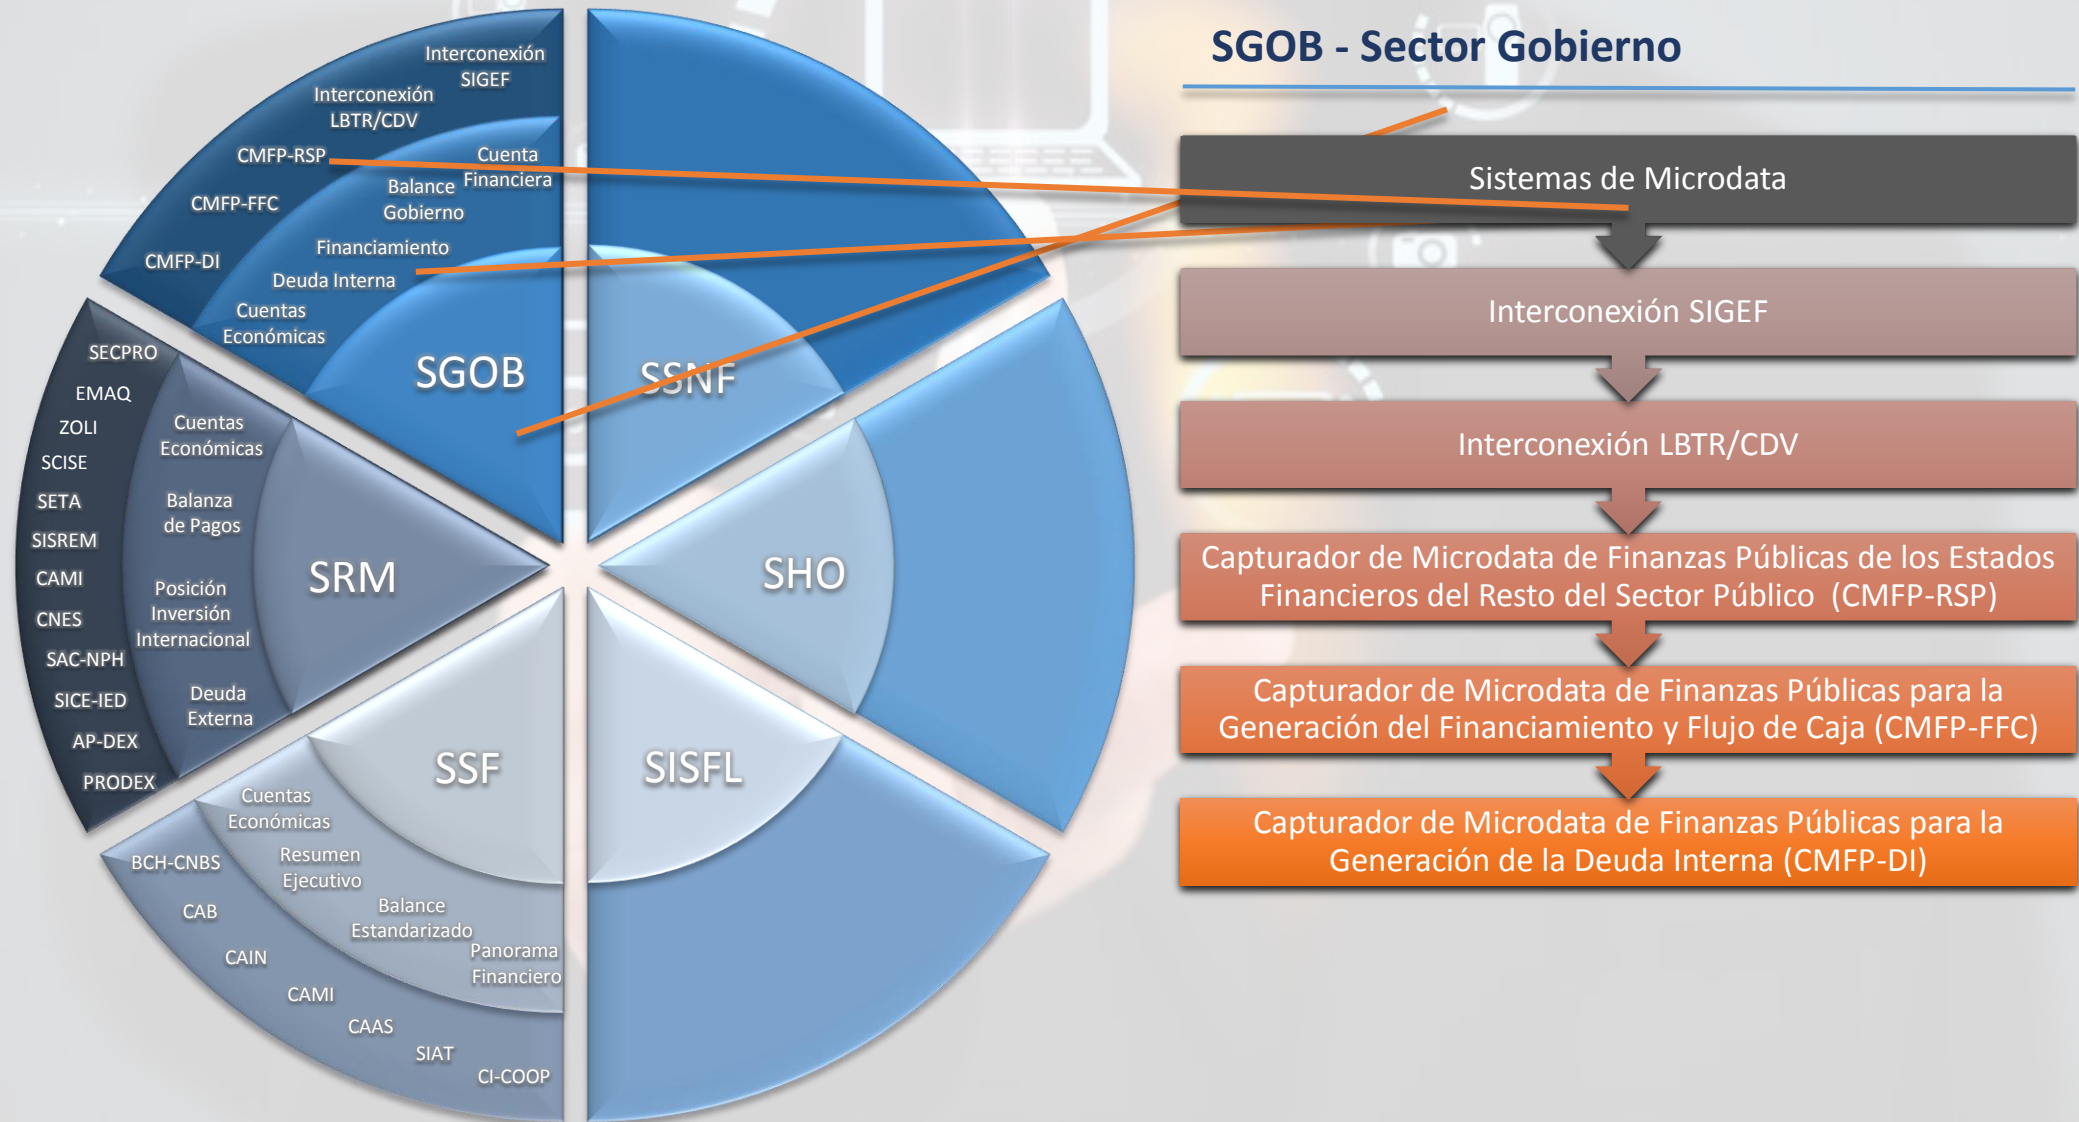 SGOB - Sector Gobierno
Sistemas de Microdata
Interconexión SIGEF
Interconexión LBTR/CDV
Capturador de Microdata de Finanzas Públicas de los Estados
Financieros del Resto del Sector Público (CMFP-RSP)
Capturador de Microdata de Finanzas Públicas para la
Generación del Financiamiento y Flujo de Caja (CMFP-FFC)
Capturador de Microdata de Finanzas Públicas para la
Generación de la Deuda Interna (CMFP-DI)
Interconexión
SIGEF
Interconexión
LBTR/CDV
CMFP-RSP
CMFP-FFC
CMFP-DI
Cuenta
Financiera
Balance
Gobierno
Financiamiento
Deuda Interna
Cuentas
Económicas
SGOB
SSNF
SHO
SISFL
SSF
SRM
SECPRO
EMAQ
ZOLI
SCISE
SETA
SISREM
CAMI
CNES
SAC-NPH
SICE-IED
AP-DEX
PRODEX
Cuentas
Económicas
Balanza
de Pagos
Posición
Inversión
Internacional
Deuda
Externa
Cuentas
Económicas
Resumen
Ejecutivo
Balance
Estandarizado
Panorama
Financiero
BCH-CNBS
CAB
CAIN
CAMI
CAAS
SIAT
CI-COOP